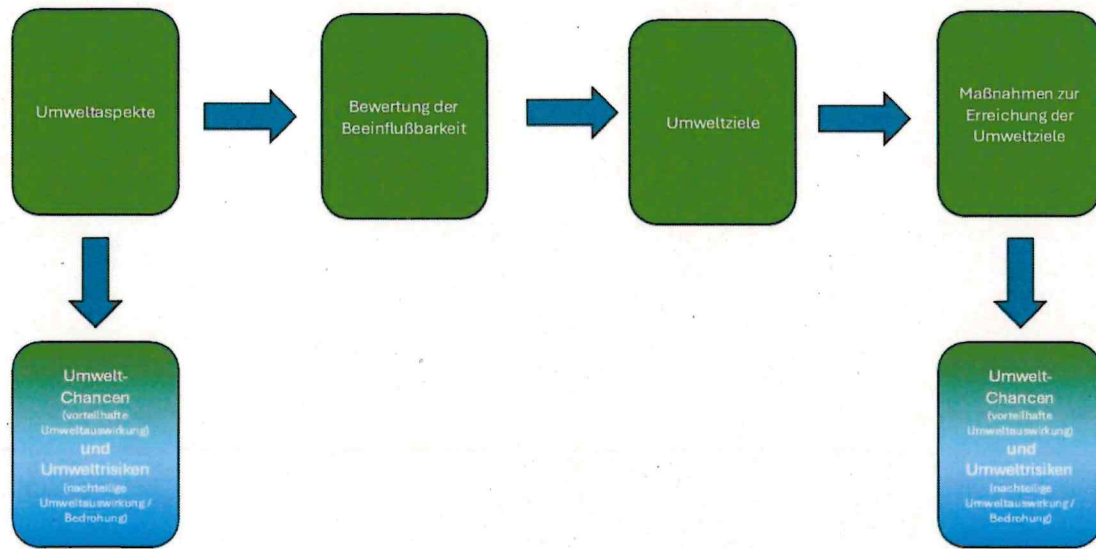 Umweltaspekte
Bewertung der
Beeinflußbarkeit
Umweltziele
Maßnahmen zur
Erreichung der
Umweltziele
Umwelt-
Chancen
(vorteilhafte
Umweltauswirkung)
und
Umweltrisiken
(nachteilige
Umweltauswirkung /
Bedrohung)
Umwelt-
Chancen
(vorteilhafte
Umweltauswirkung)
und
Umweltrisiken
(nachteilige
Umweltauswirkung /
Bedrohung)